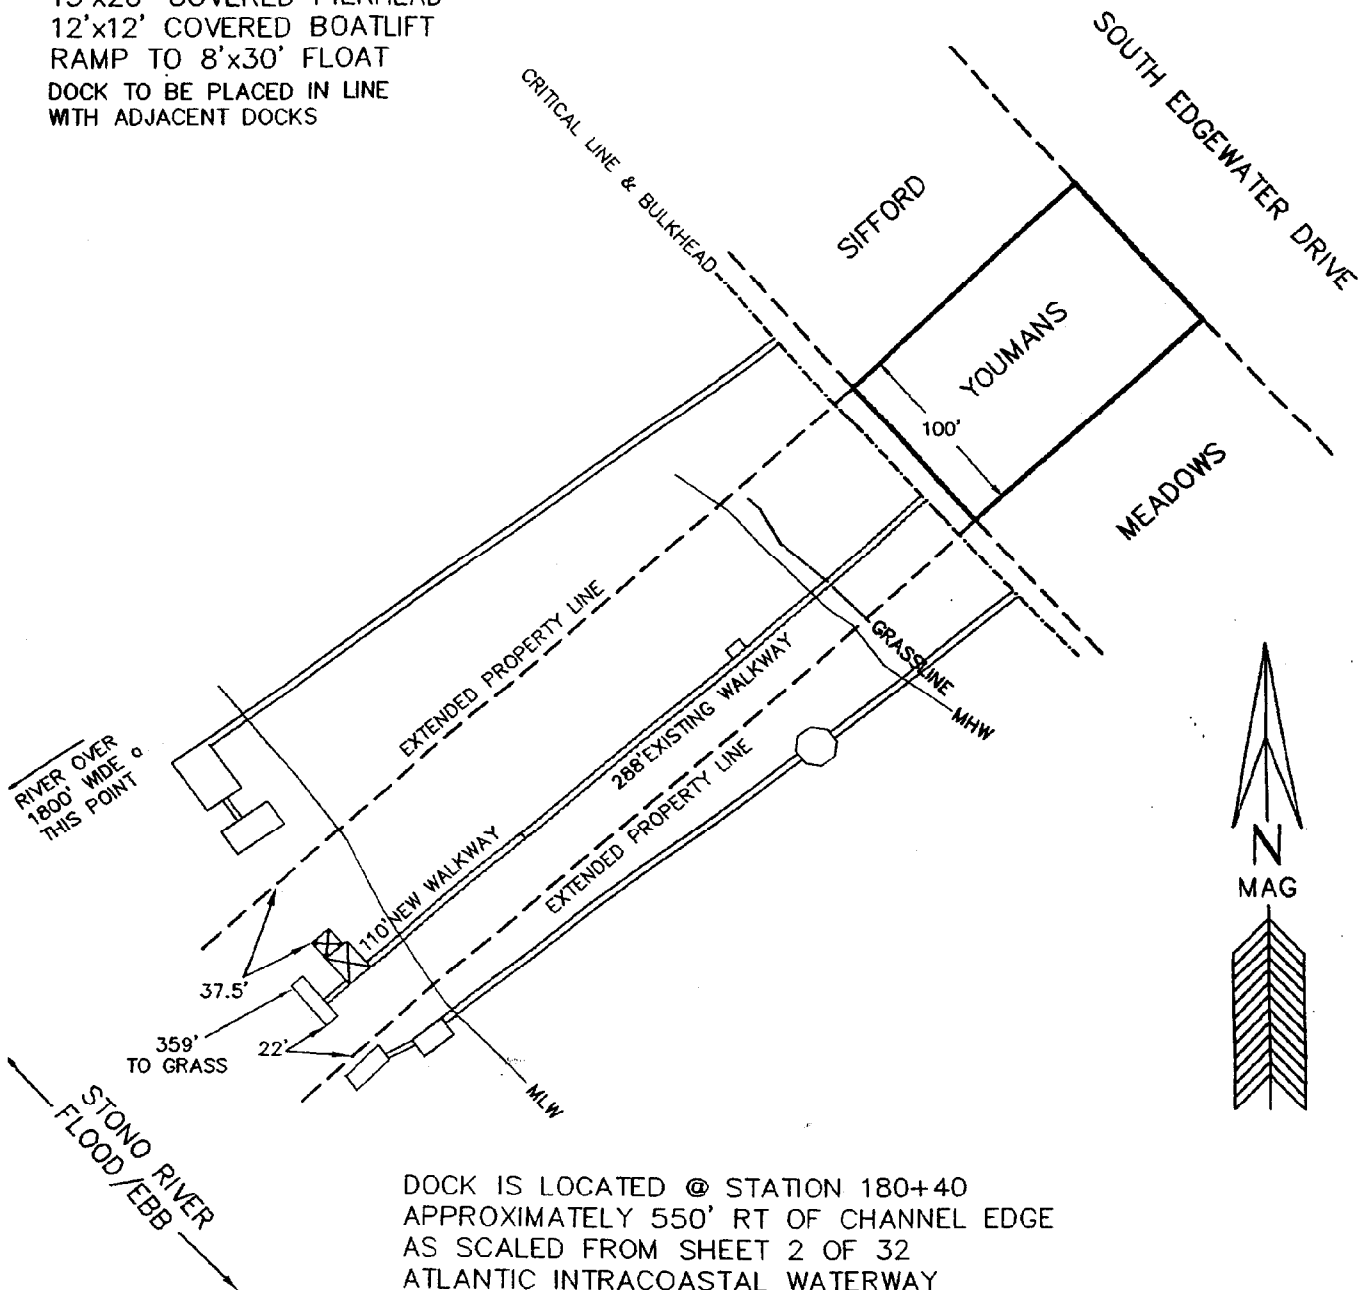 15'x20' COVERED PIERHEAD
12'x12' COVERED BOATLIFT
RAMP TO 8'x30' FLOAT
DOCK TO BE PLACED IN LINE
WITH ADJACENT DOCKS
SOUTH EDGEWATER DRIVE
CRITICAL LINE & BULKHEAD
SIFFORD
YOUMANS
100'
MEADOWS
EXTENDED PROPERTY LINE
GRASSLINE
MHW
288'EXISTING WALKWAY
EXTENDED PROPERTY LINE
RIVER OVER
1800' WIDE @
THIS POINT
110'NEW WALKWAY
37.5'
359'
TO GRASS
22'
MLW
N
MAG
STONO RIVER
FLOOD/EBB
DOCK IS LOCATED @ STATION 180+40
APPROXIMATELY 550' RT OF CHANNEL EDGE
AS SCALED FROM SHEET 2 OF 32
ATLANTIC INTRACOASTAL WATERWAY